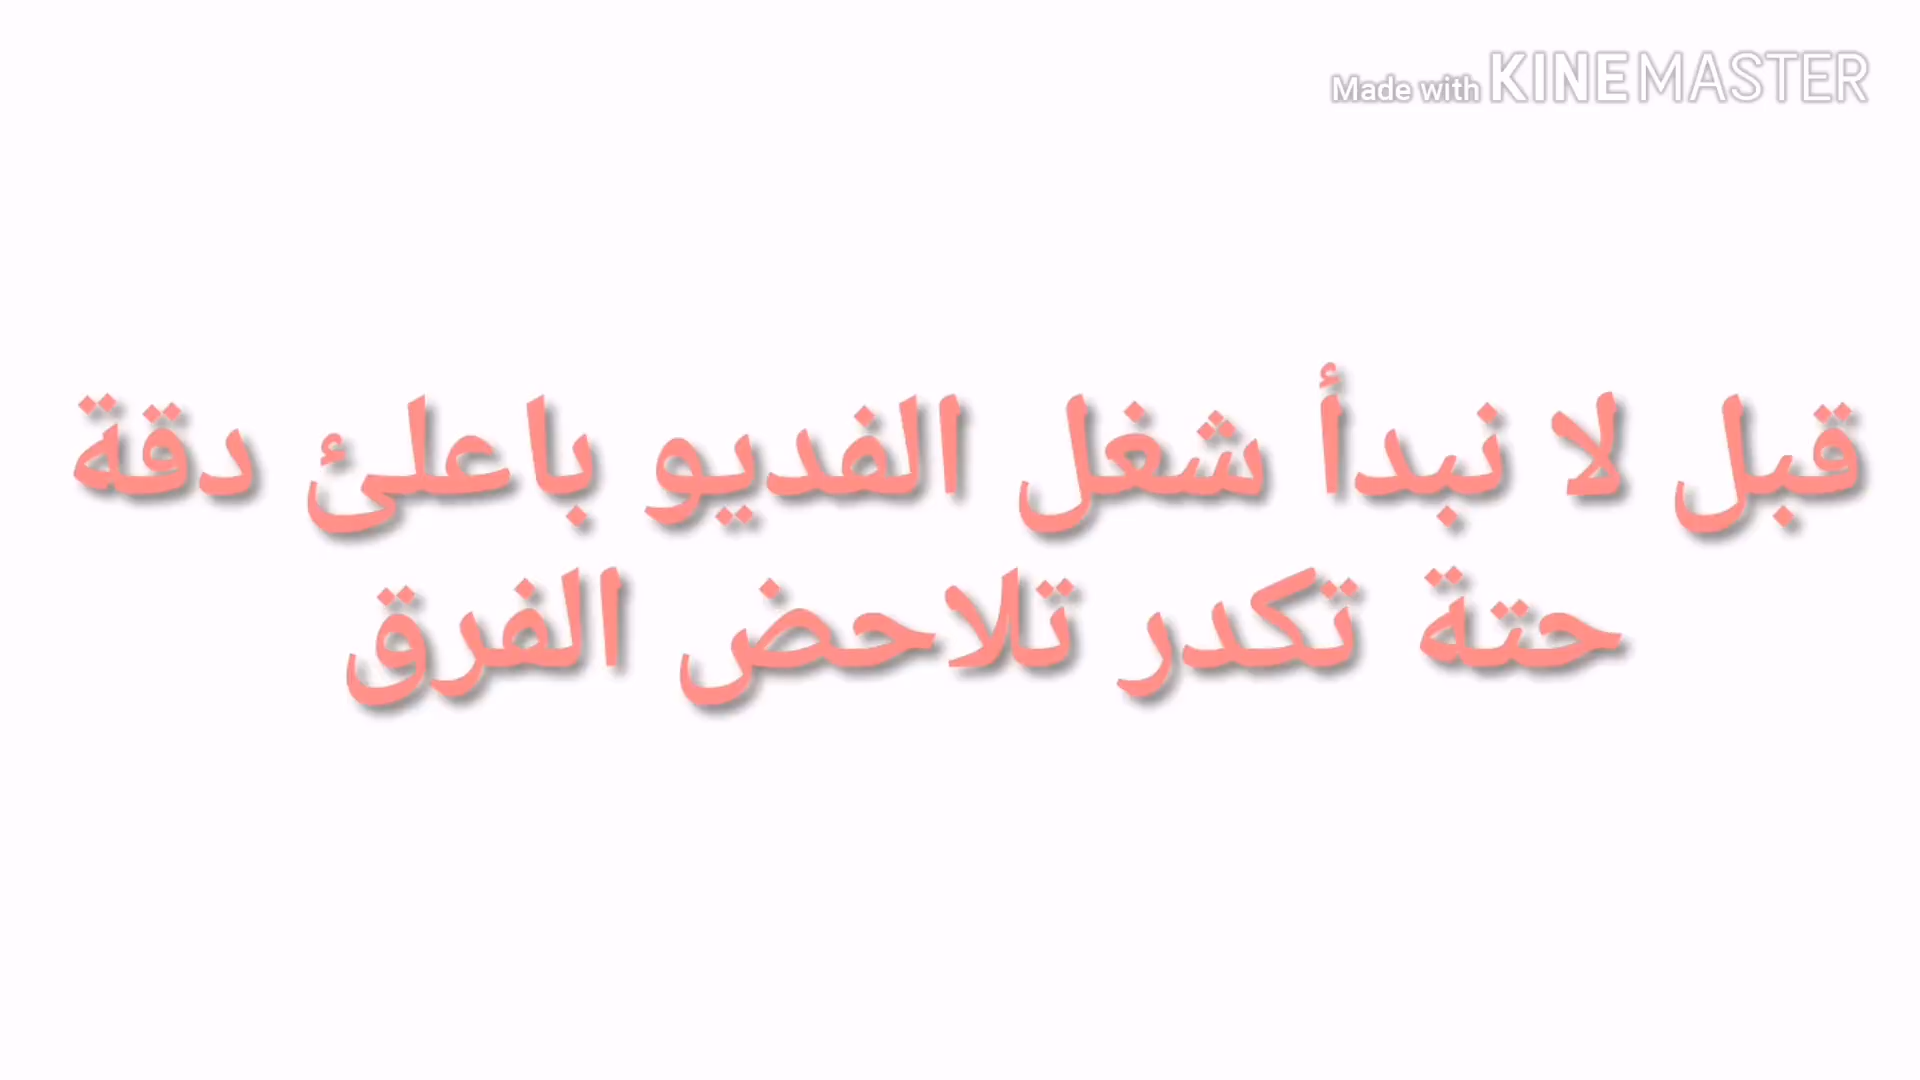 Made with KINEMASTER
قبل لا نبدأ شغل الفديو باعلئ دقة
حتة تكدر تلاحض الفرق